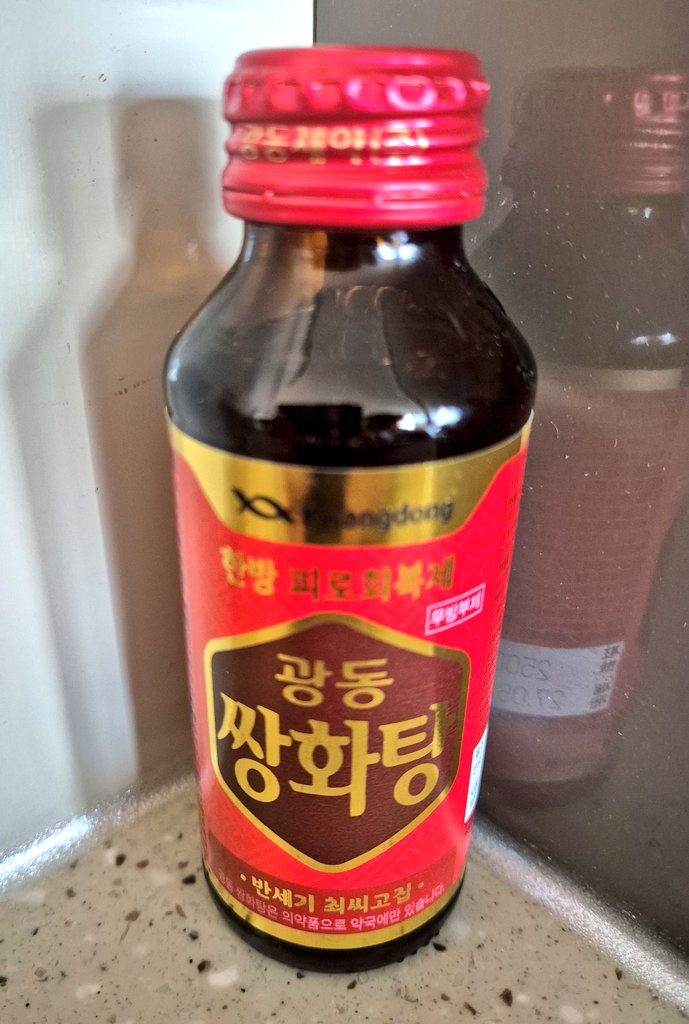 광동제약(주)
Kwangdong
한방 피로회복제
무방부제
광동
쌍화탕
· 반세기 최씨고집 ·
광동 쌍화탕은 의약품으로 약국에만 있습니다.